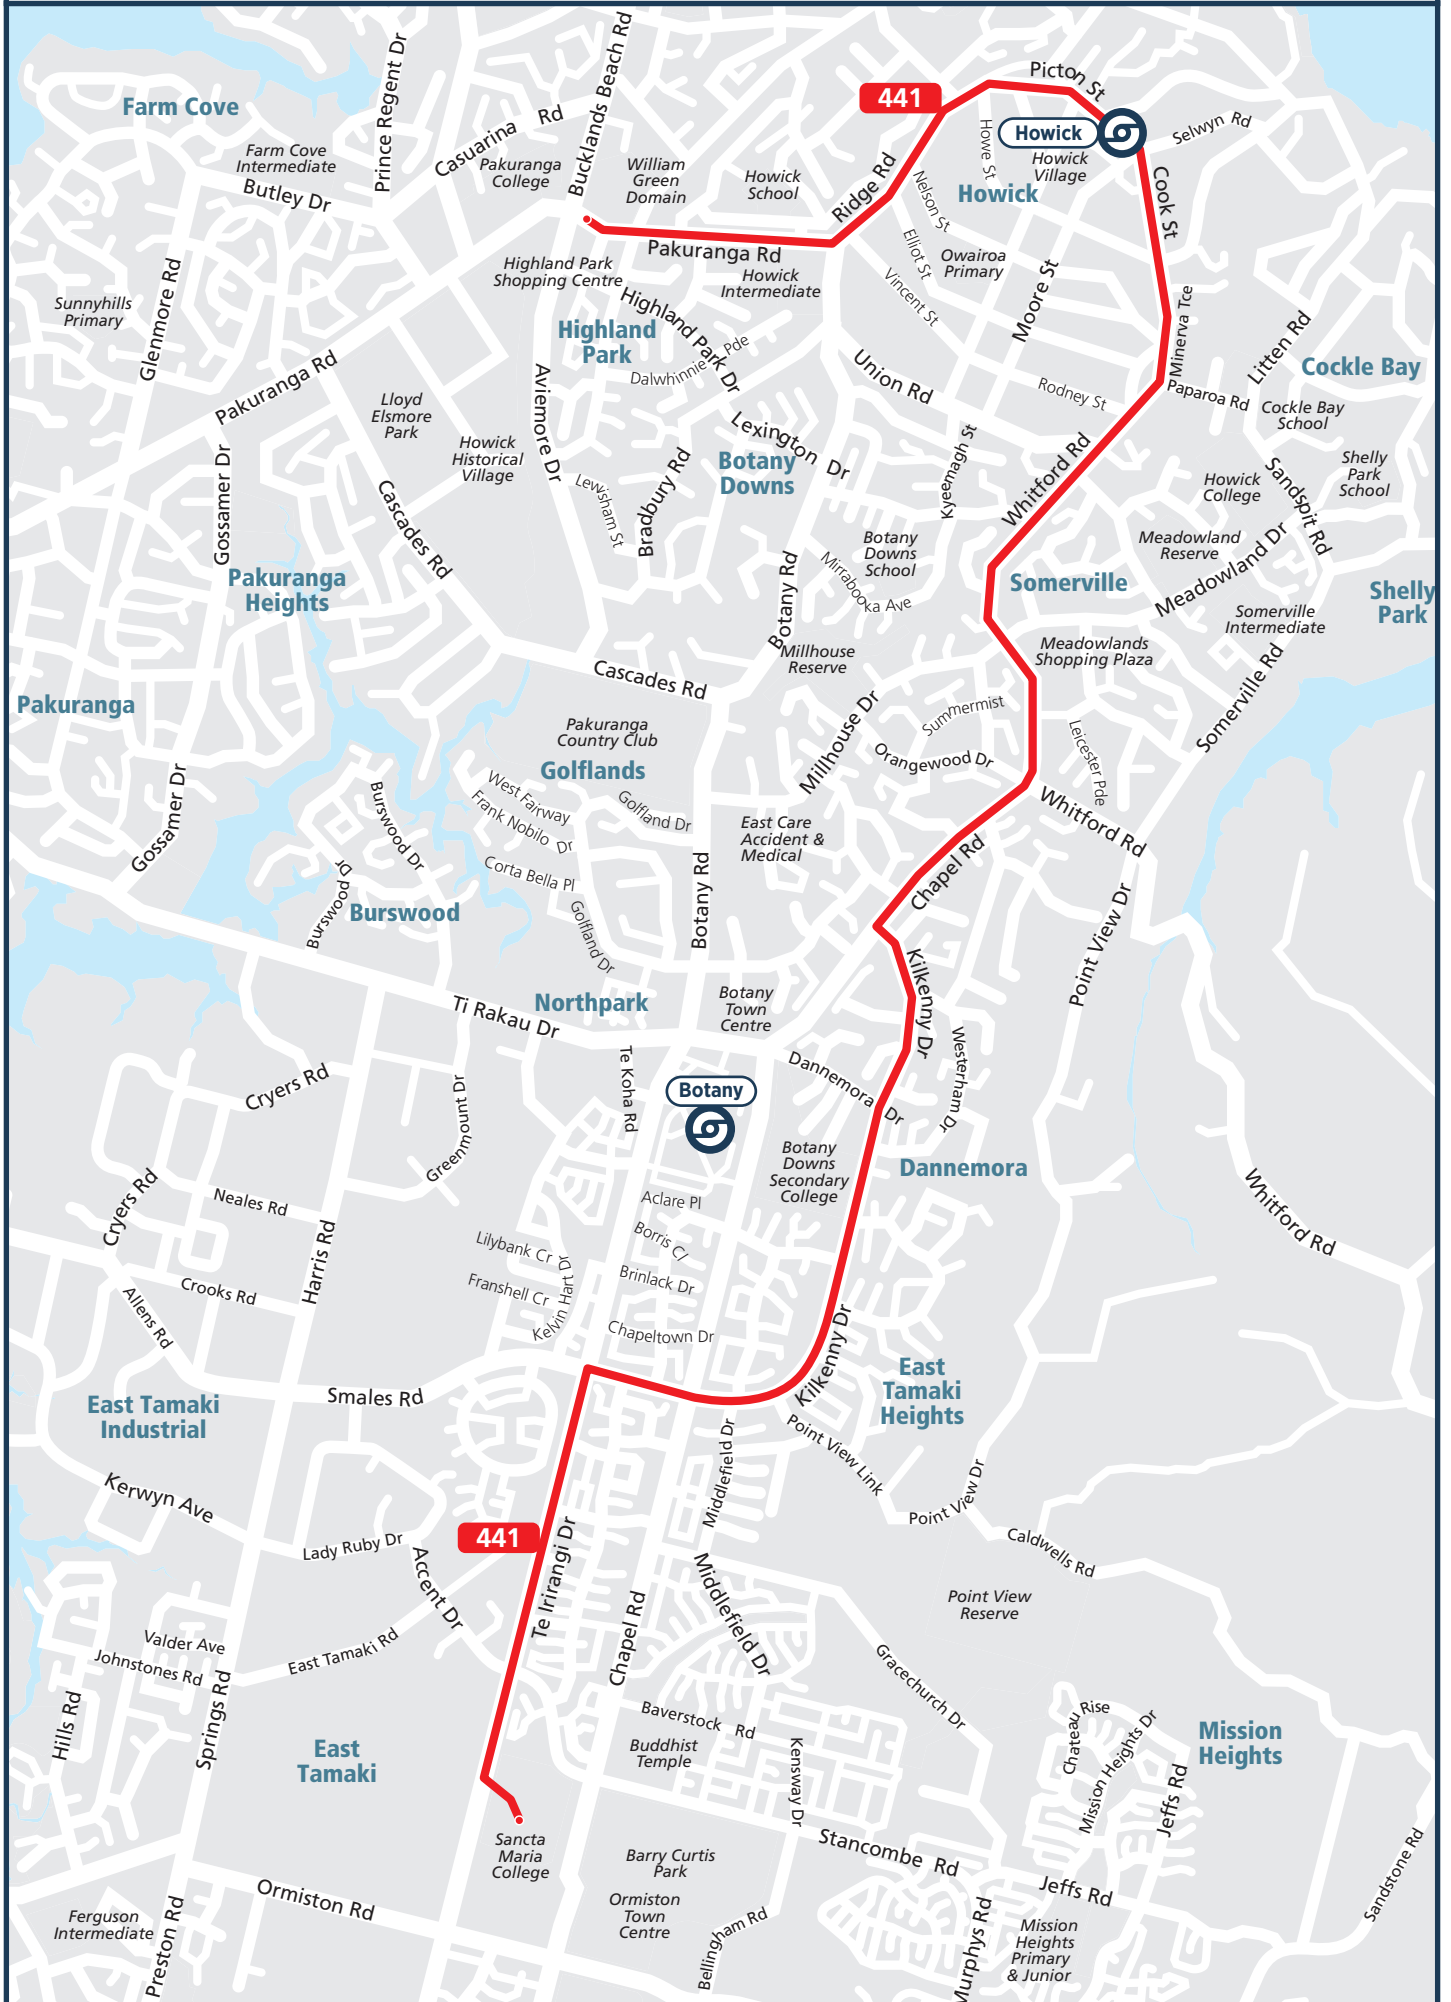 Picton St
Farm Cove
Prince Regent Dr
Bucklands Beach Rd
441
Howick
Selwyn Rd
Casuarina Rd
Farm Cove
Intermediate
Butley Dr
Pakuranga
College
William
Green
Domain
Howick
School
Ridge Rd
Howe St
Howick
Village
Howick
Nelson St
Cook St
Pakuranga Rd
Elliot St
Owairoa
Primary
Vincent St
Moore St
Highland Park
Shopping Centre
Howick
Intermediate
Sunnyhills
Primary
Glenmore Rd
Highland Park Dr
Highland
Park
Dalwhinnie Pde
Minerva Tce
Litten Rd
Cockle Bay
Pakuranga Rd
Union Rd
Rodney St
Paparoa Rd
Cockle Bay
School
Lloyd
Elsmore
Park
Aviemore Dr
Howick
Historical
Village
Lexington Dr
Botany
Downs
Kyeemagh St
Whitford Rd
Gossamer Dr
Cascades Rd
Lewisham St
Bradbury Rd
Howick
College
Sandspit Rd
Shelly
Park
School
Botany
Downs
School
Meadowland
Reserve
Meadowland Dr
Pakuranga
Heights
Botany Rd
Mirrabooka Ave
Somerville
Shelly
Park
Somerville
Intermediate
Millhouse
Reserve
Meadowlands
Shopping Plaza
Cascades Rd
Somerville Rd
Pakuranga
Pakuranga
Country Club
Golflands
Millhouse Dr
Summermist
Orangewood Dr
Leicester Pde
Gossamer Dr
Burswood Dr
West Fairway
Frank Nobilo Dr
Golfland Dr
East Care
Accident &
Medical
Whitford Rd
Chapel Rd
Corta Bella Pl
Botany Rd
Burswood Dr
Burswood
Golfland Dr
Point View Dr
Kilkenny Dr
Northpark
Botany
Town
Centre
Ti Rakau Dr
Te Koha Rd
Westerham Dr
Dannemora Dr
Cryers Rd
Greenmount Dr
Botany
Botany
Downs
Secondary
College
Dannemora
Cryers Rd
Neales Rd
Aclare Pl
Whitford Rd
Harris Rd
Lilybank Cr
Borris Cl
Crooks Rd
Franshell Cr
Kelvin Hart Dr
Brinlack Dr
Allens Rd
Chapeltown Dr
Kilkenny Dr
East
Tamaki
Heights
East Tamaki
Industrial
Smales Rd
Middlefield Dr
Point View Link
Kerwyn Ave
Point View Dr
441
Te Irirangi Dr
Lady Ruby Dr
Accent Dr
Caldwells Rd
Middlefield Dr
Chapel Rd
Point View
Reserve
Valder Ave
Johnstones Rd
East Tamaki Rd
Gracechurch Dr
Hills Rd
Springs Rd
Baverstock Rd
Chateau Rise
Mission Heights Dr
Mission
Heights
East
Tamaki
Buddhist
Temple
Kensway Dr
Jeffs Rd
Sancta
Maria
College
Barry Curtis
Park
Stancombe Rd
Sandstone Rd
Ormiston Rd
Jeffs Rd
Ferguson
Intermediate
Preston Rd
Ormiston
Town
Centre
Bellingham Rd
Murphys Rd
Mission
Heights
Primary
& Junior